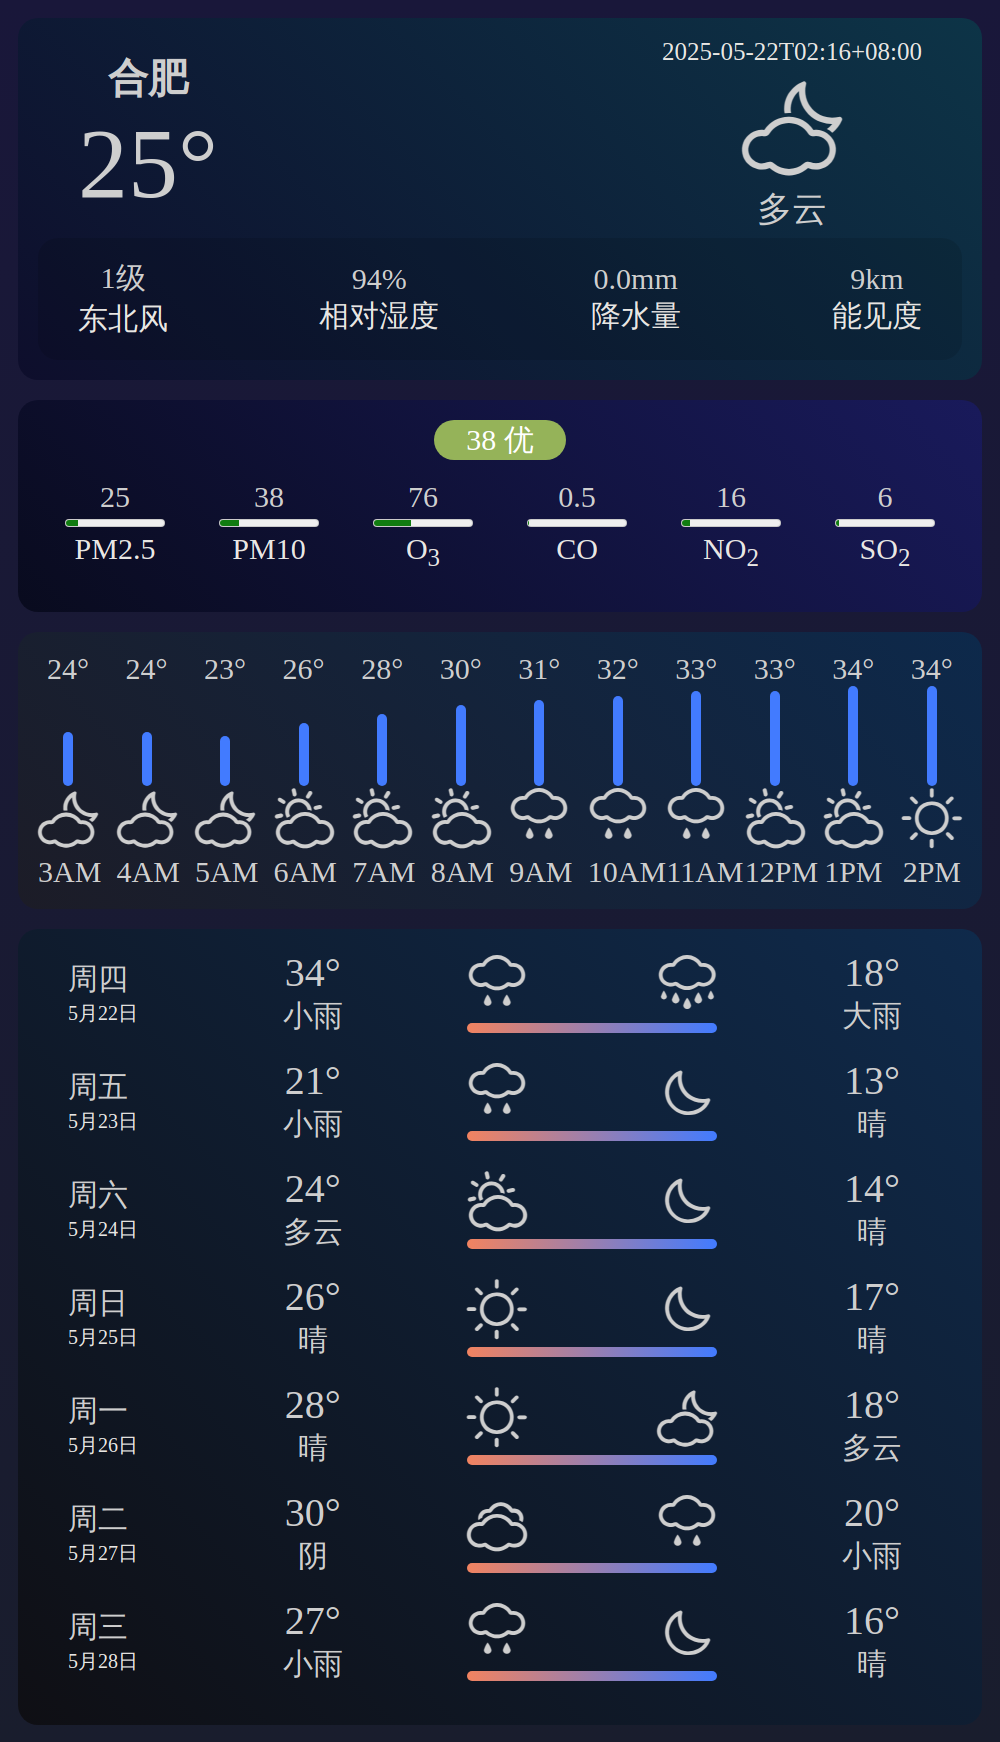 合肥
25°
2025-05-22T02:16+08:00
多云
1级 94% 0.0mm 9km
东北风 相对湿度 降水量 能见度
38 优
25 38 76 0.5 16 6
PM2.5 PM10 O3 CO NO2 SO2
24° 24° 23° 26° 28° 30° 31° 32° 33° 33° 34° 34°
3AM 4AM 5AM 6AM 7AM 8AM 9AM 10AM 11AM 12PM 1PM 2PM
周四 34° 18°
5月22日 小雨 大雨
周五 21° 13°
5月23日 小雨 晴
周六 24° 14°
5月24日 多云 晴
周日 26° 17°
5月25日 晴 晴
周一 28° 18°
5月26日 晴 多云
周二 30° 20°
5月27日 阴 小雨
周三 27° 16°
5月28日 小雨 晴